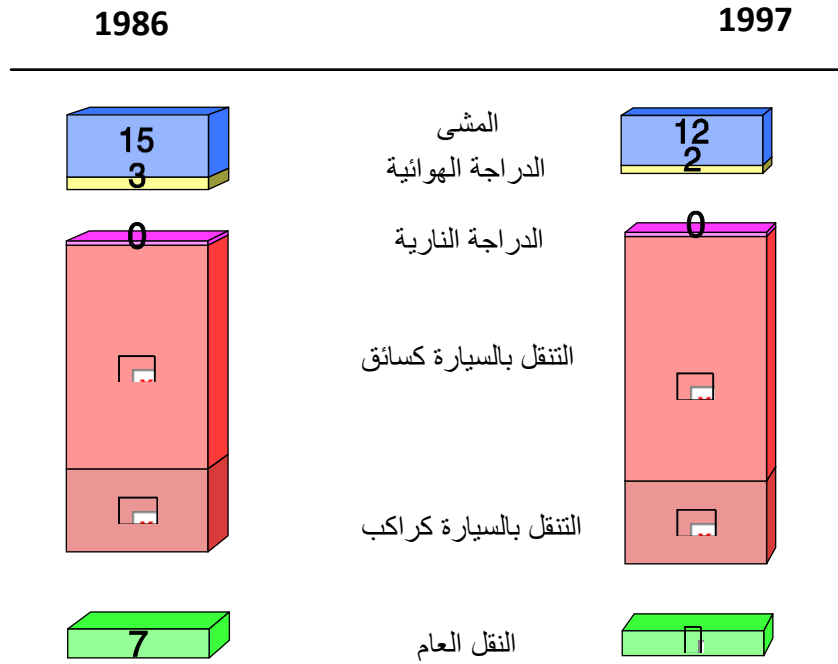 1986 1997
15 المشى 12
3 الدراجة الهوائية 2
0 الدراجة النارية 0
التنقل بالسيارة كسائق
التنقل بالسيارة كراكب
7 النقل العام